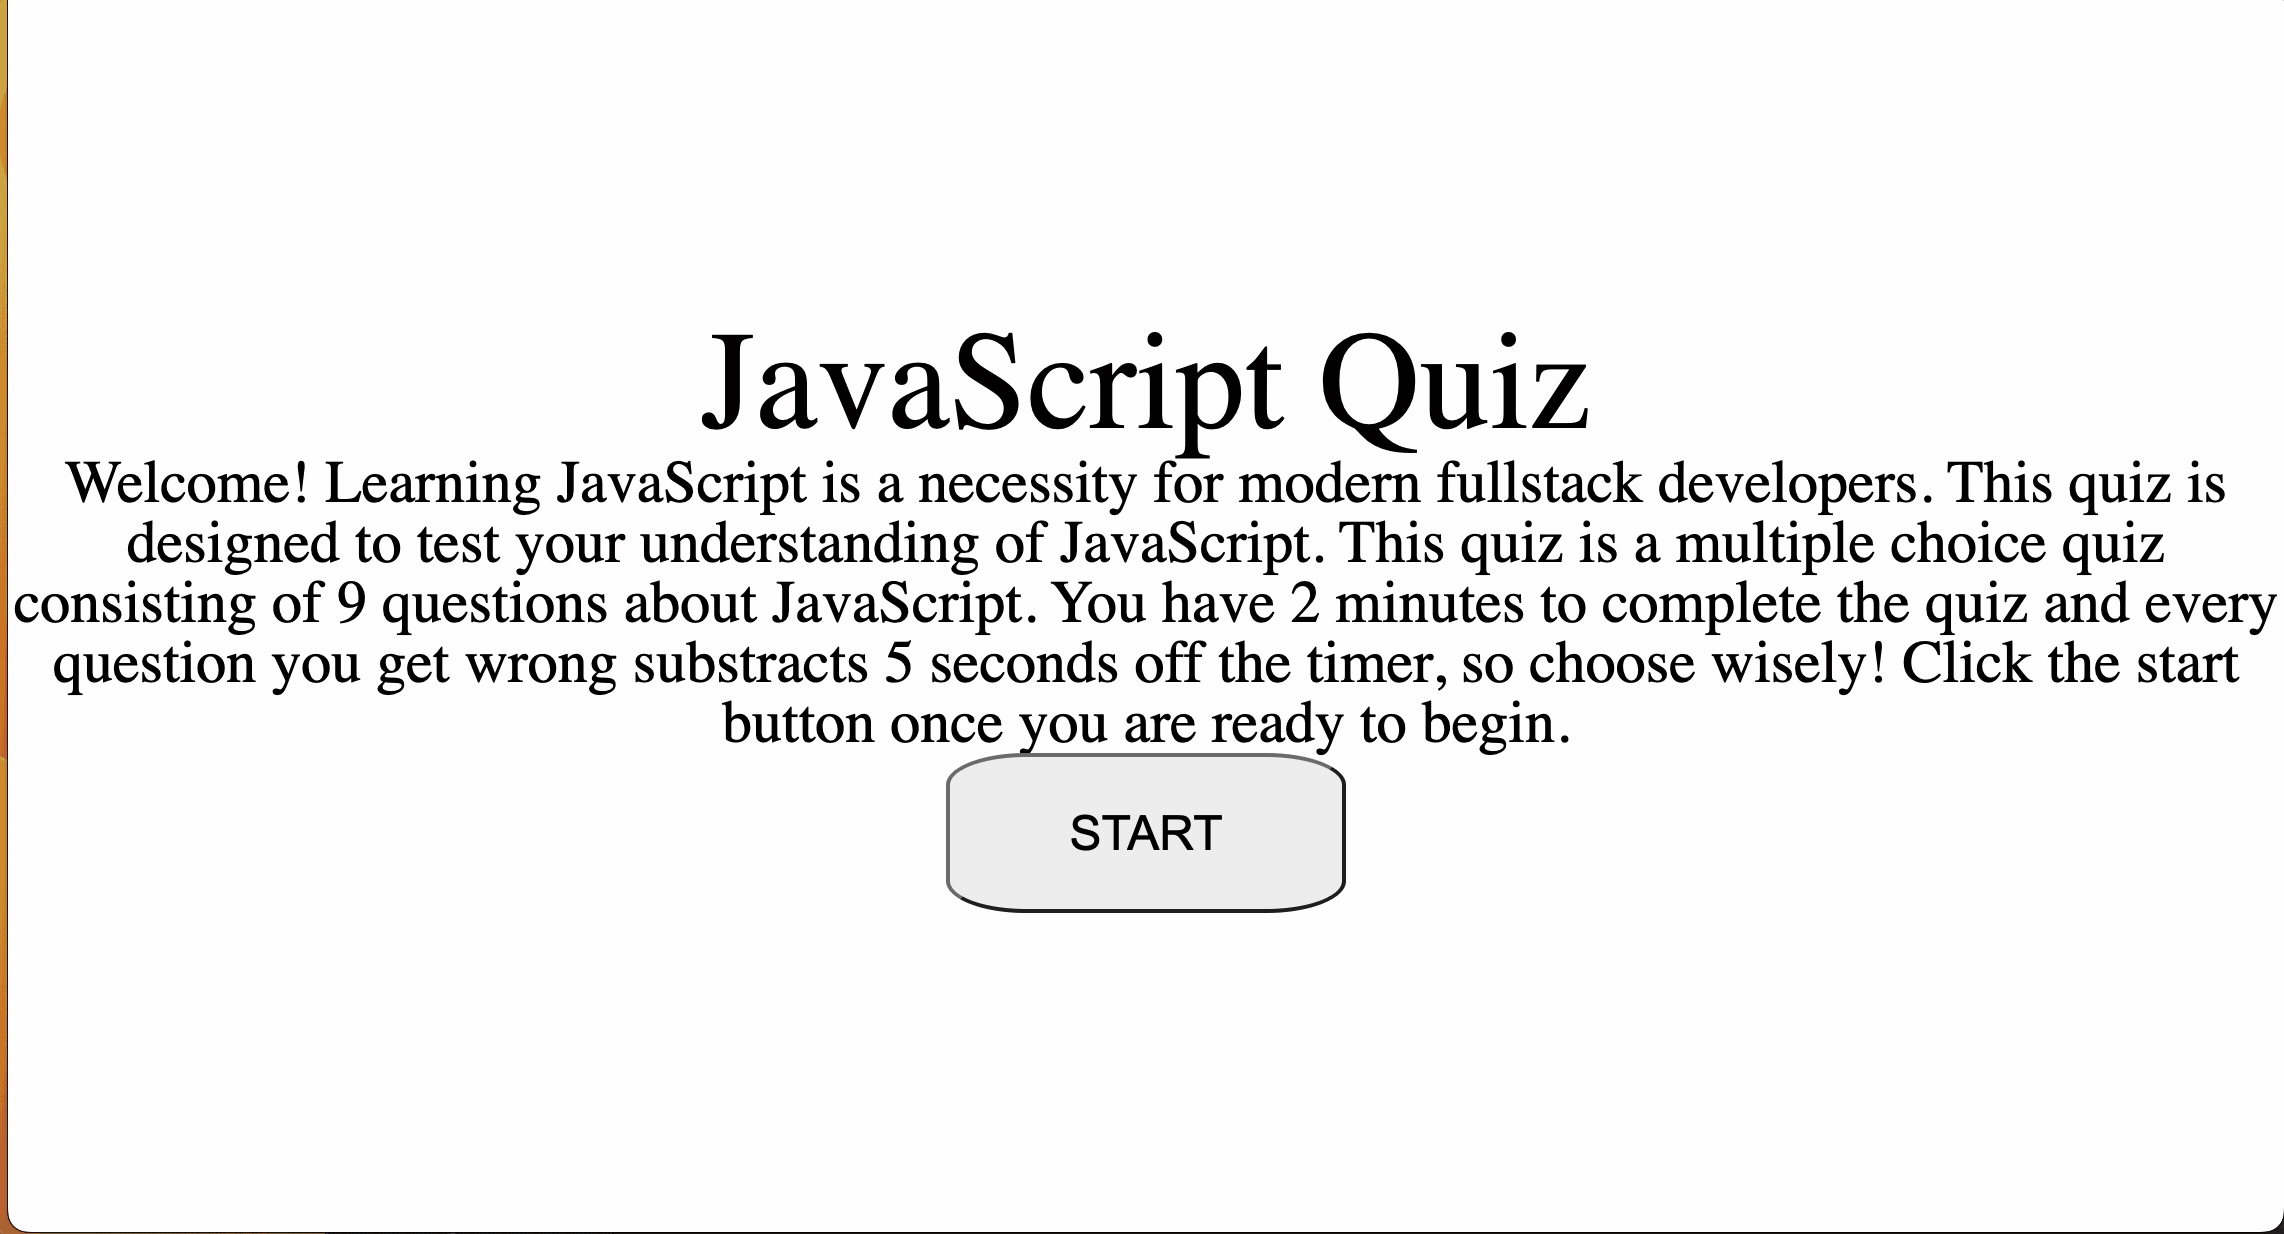 JavaScript Quiz
Welcome! Learning JavaScript is a necessity for modern fullstack developers. This quiz is
designed to test your understanding of JavaScript. This quiz is a multiple choice quiz
consisting of 9 questions about JavaScript. You have 2 minutes to complete the quiz and every
question you get wrong substracts 5 seconds off the timer, so choose wisely! Click the start
button once you are ready to begin.
START